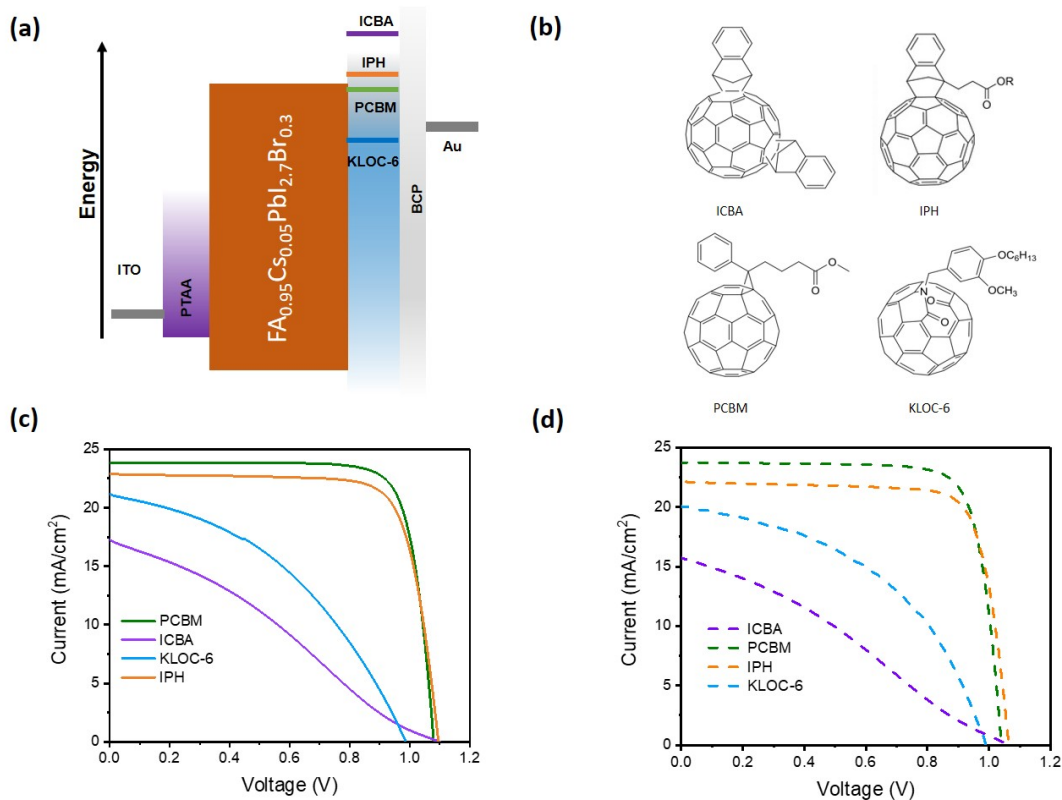 (a)
Energy
ITO
PTAA
FA0.95Cs0.05PbI2.7Br0.3
ICBA
IPH
PCBM
KLOC-6
BCP
Au
(b)
ICBA
OR
O
IPH
O
O
PCBM
OC6H13
OCH3
N
O
O
KLOC-6
(c)
Current (mA/cm2)
25
20
15
10
5
0
PCBM
ICBA
KLOC-6
IPH
0.0 0.2 0.4 0.6 0.8 1.0 1.2
Voltage (V)
(d)
Current (mA/cm2)
25
20
15
10
5
0
ICBA
PCBM
IPH
KLOC-6
0.0 0.2 0.4 0.6 0.8 1.0 1.2
Voltage (V)